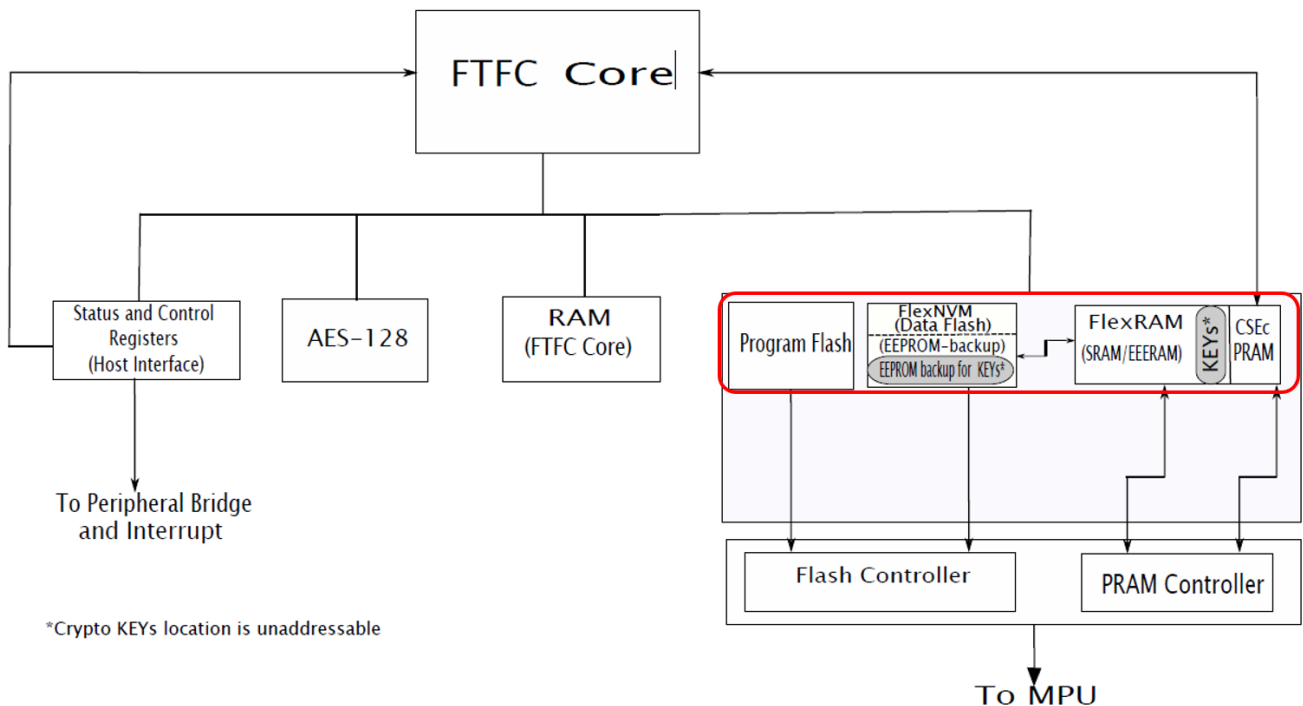 FTFC Core
Status and Control
Registers
(Host Interface)
AES-128
RAM
(FTFC Core)
Program Flash
FlexNVM
(Data Flash)
(EEPROM-backup)
EEPROM backup for KEYs*
FlexRAM
(SRAM/EEERAM)
KEYs*
CSEc
PRAM
To Peripheral Bridge
and Interrupt
Flash Controller
PRAM Controller
*Crypto KEYs location is unaddressable
To MPU